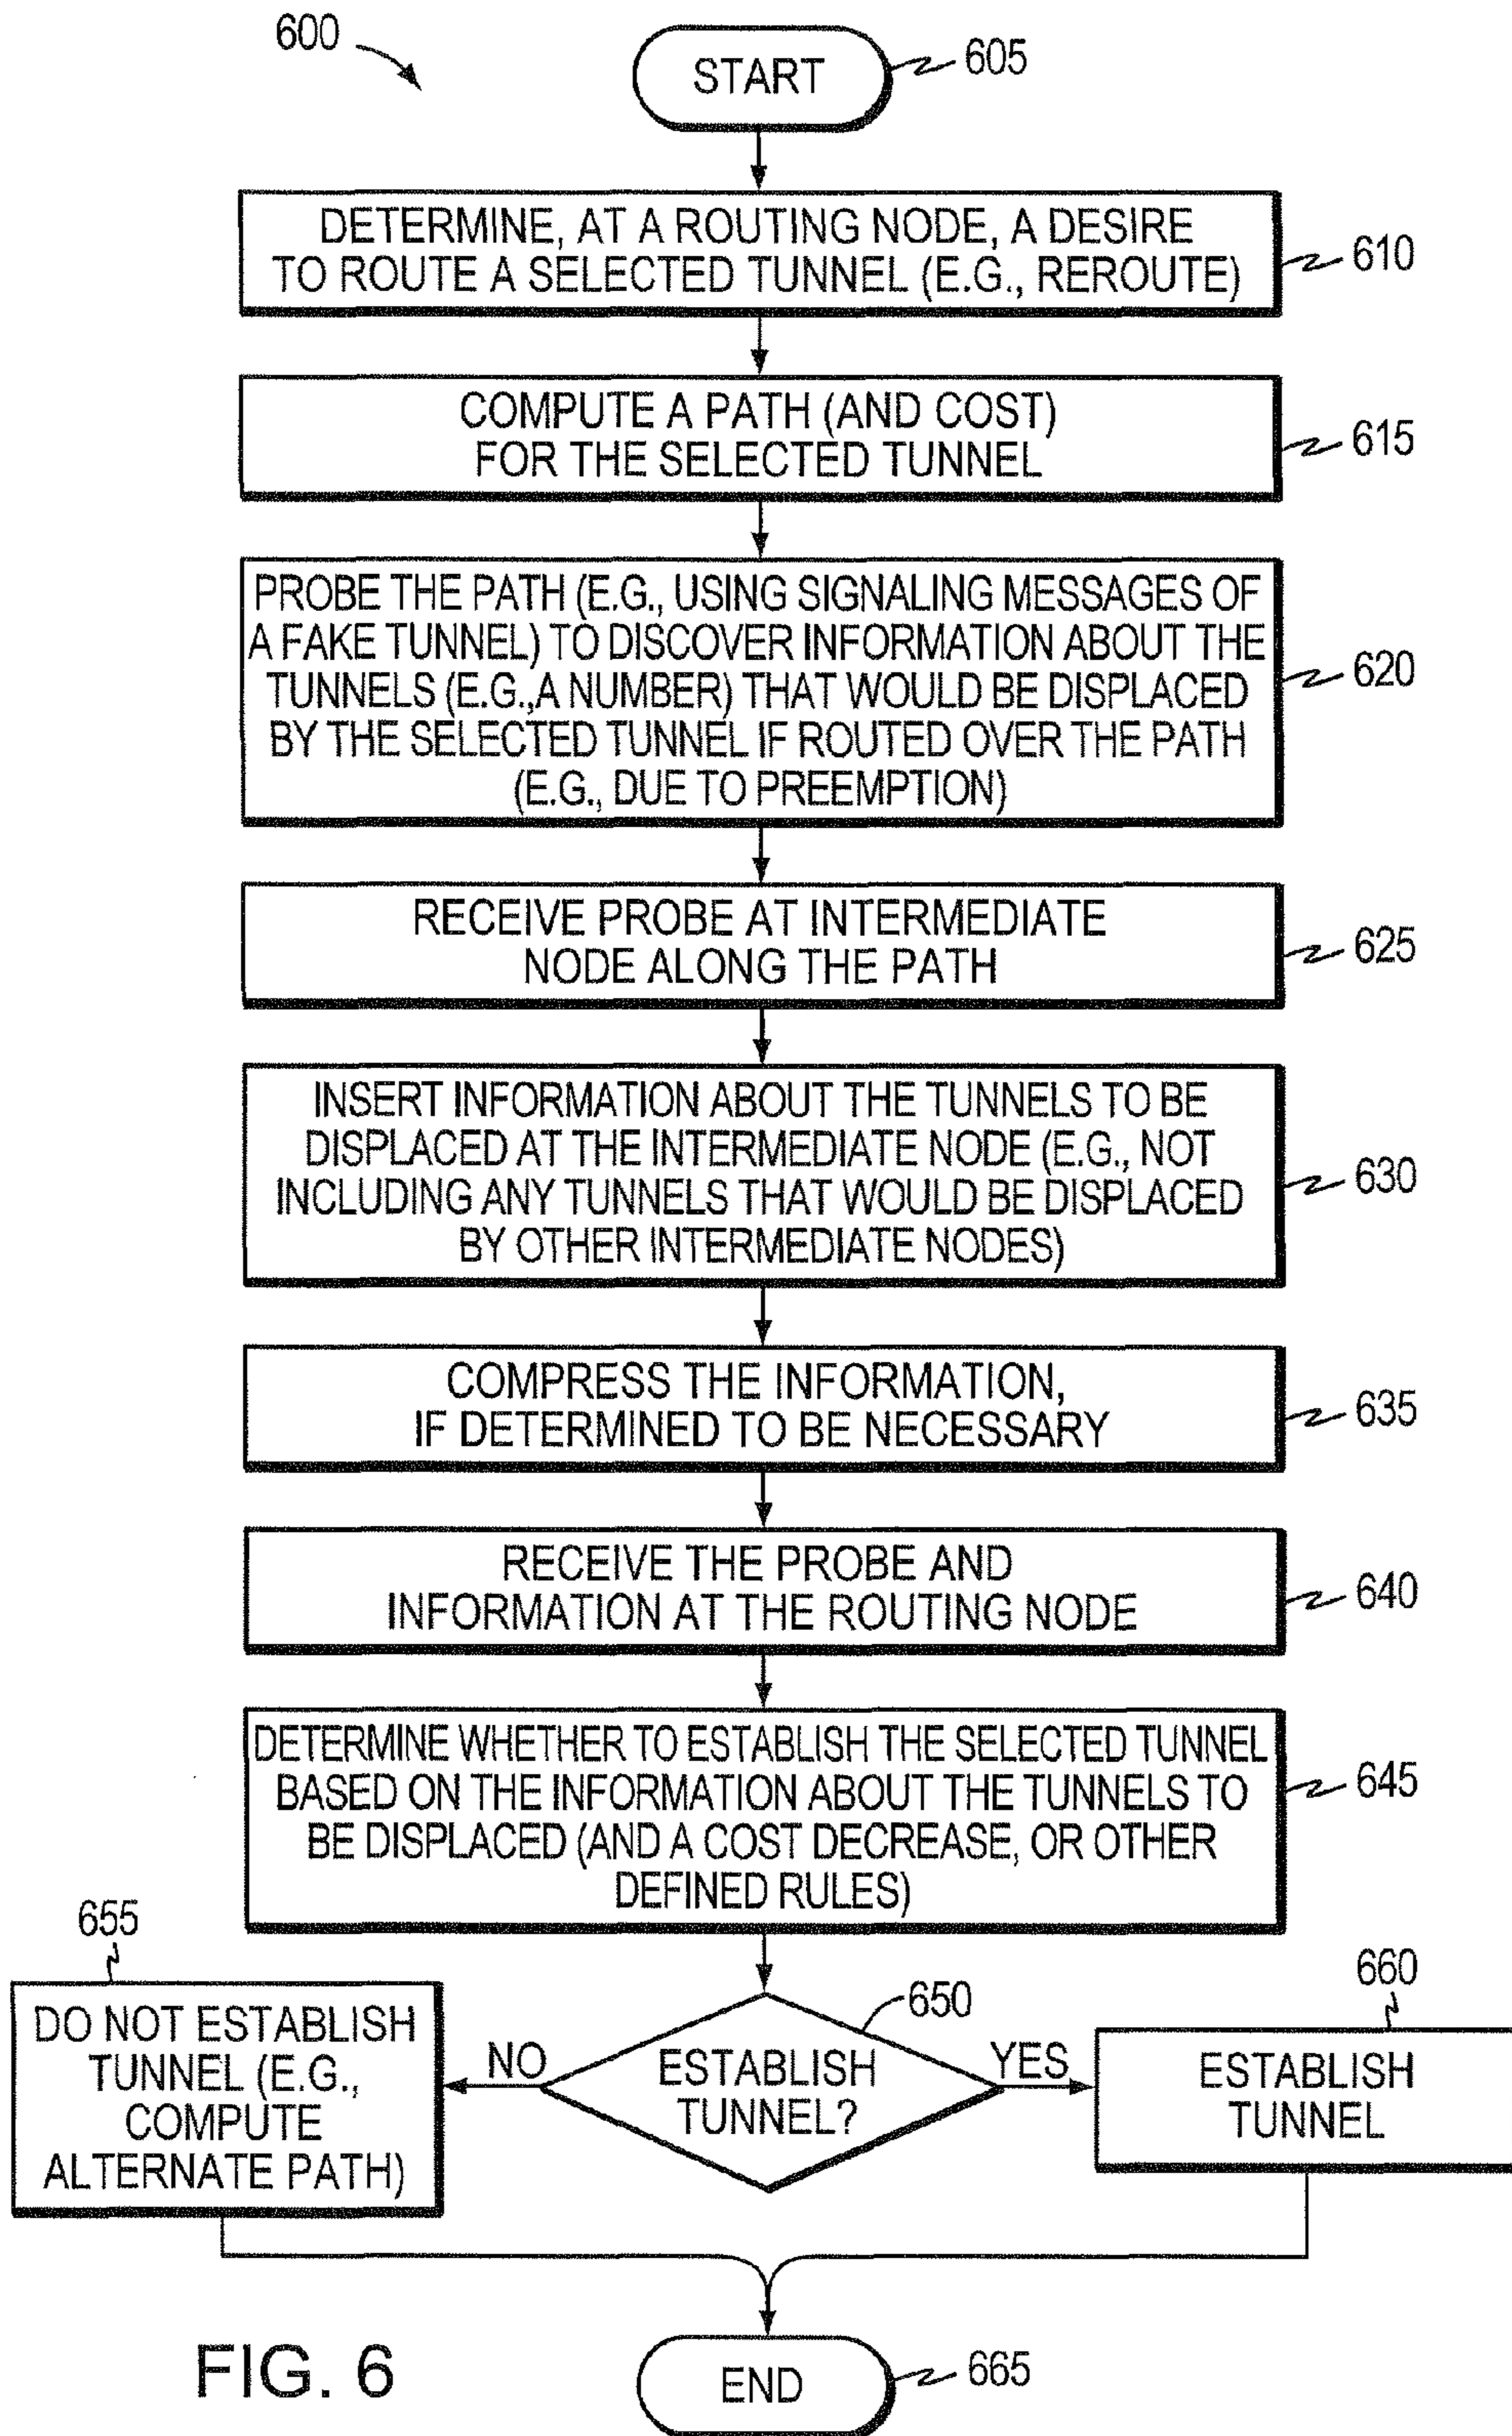 600
START
605
DETERMINE, AT A ROUTING NODE, A DESIRE
TO ROUTE A SELECTED TUNNEL (E.G., REROUTE)
610
COMPUTE A PATH (AND COST)
FOR THE SELECTED TUNNEL
615
PROBE THE PATH (E.G., USING SIGNALING MESSAGES OF
A FAKE TUNNEL) TO DISCOVER INFORMATION ABOUT THE
TUNNELS (E.G.,A NUMBER) THAT WOULD BE DISPLACED
BY THE SELECTED TUNNEL IF ROUTED OVER THE PATH
(E.G., DUE TO PREEMPTION)
620
RECEIVE PROBE AT INTERMEDIATE
NODE ALONG THE PATH
625
INSERT INFORMATION ABOUT THE TUNNELS TO BE
DISPLACED AT THE INTERMEDIATE NODE (E.G., NOT
INCLUDING ANY TUNNELS THAT WOULD BE DISPLACED
BY OTHER INTERMEDIATE NODES)
630
COMPRESS THE INFORMATION,
IF DETERMINED TO BE NECESSARY
635
RECEIVE THE PROBE AND
INFORMATION AT THE ROUTING NODE
640
DETERMINE WHETHER TO ESTABLISH THE SELECTED TUNNEL
BASED ON THE INFORMATION ABOUT THE TUNNELS TO
BE DISPLACED (AND A COST DECREASE, OR OTHER
DEFINED RULES)
645
655
DO NOT ESTABLISH
TUNNEL (E.G.,
COMPUTE
ALTERNATE PATH)
NO
650
ESTABLISH
TUNNEL?
YES
660
ESTABLISH
TUNNEL
FIG. 6
END
665